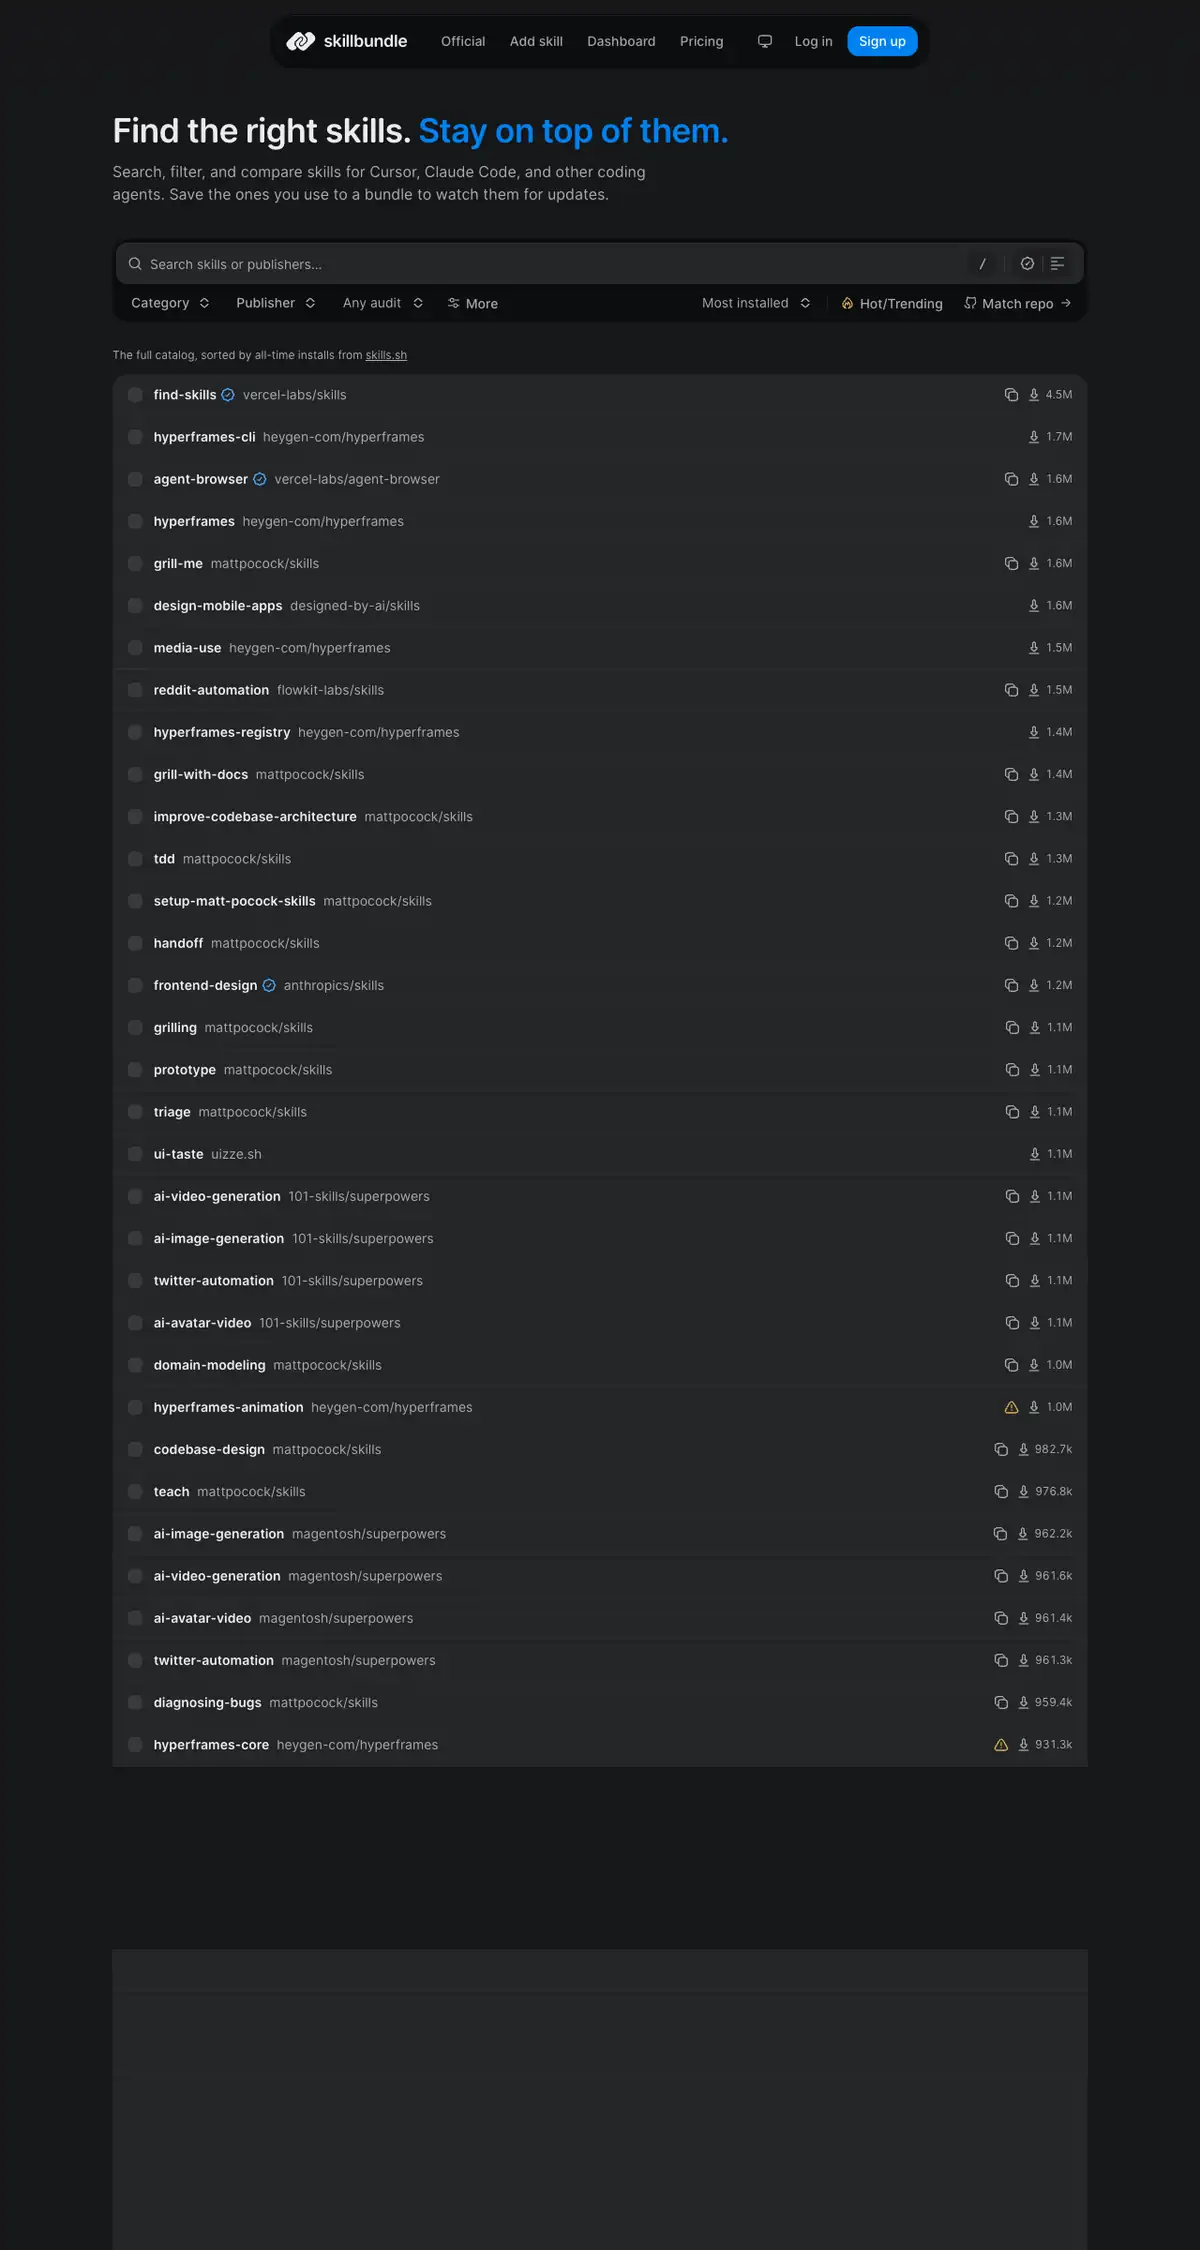 skillbundle Official Add skill Dashboard Pricing Log in Sign up
Find the right skills. Stay on top of them.
Search, filter, and compare skills for Cursor, Claude Code, and other coding
agents. Save the ones you use to a bundle to watch them for updates.
Search skills or publishers... /
Category Publisher Any audit More Most installed Hot/Trending Match repo →
The full catalog, sorted by all-time installs from skills.sh
find-skills vercel-labs/skills 4.5M
hyperframes-cli heygen-com/hyperframes 1.7M
agent-browser vercel-labs/agent-browser 1.6M
hyperframes heygen-com/hyperframes 1.6M
grill-me mattpocock/skills 1.6M
design-mobile-apps designed-by-ai/skills 1.6M
media-use heygen-com/hyperframes 1.5M
reddit-automation flowkit-labs/skills 1.5M
hyperframes-registry heygen-com/hyperframes 1.4M
grill-with-docs mattpocock/skills 1.4M
improve-codebase-architecture mattpocock/skills 1.3M
tdd mattpocock/skills 1.3M
setup-matt-pocock-skills mattpocock/skills 1.2M
handoff mattpocock/skills 1.2M
frontend-design anthropics/skills 1.2M
grilling mattpocock/skills 1.1M
prototype mattpocock/skills 1.1M
triage mattpocock/skills 1.1M
ui-taste uizze.sh 1.1M
ai-video-generation 101-skills/superpowers 1.1M
ai-image-generation 101-skills/superpowers 1.1M
twitter-automation 101-skills/superpowers 1.1M
ai-avatar-video 101-skills/superpowers 1.1M
domain-modeling mattpocock/skills 1.0M
hyperframes-animation heygen-com/hyperframes 1.0M
codebase-design mattpocock/skills 982.7k
teach mattpocock/skills 976.8k
ai-image-generation magentosh/superpowers 962.2k
ai-video-generation magentosh/superpowers 961.6k
ai-avatar-video magentosh/superpowers 961.4k
twitter-automation magentosh/superpowers 961.3k
diagnosing-bugs mattpocock/skills 959.4k
hyperframes-core heygen-com/hyperframes 931.3k